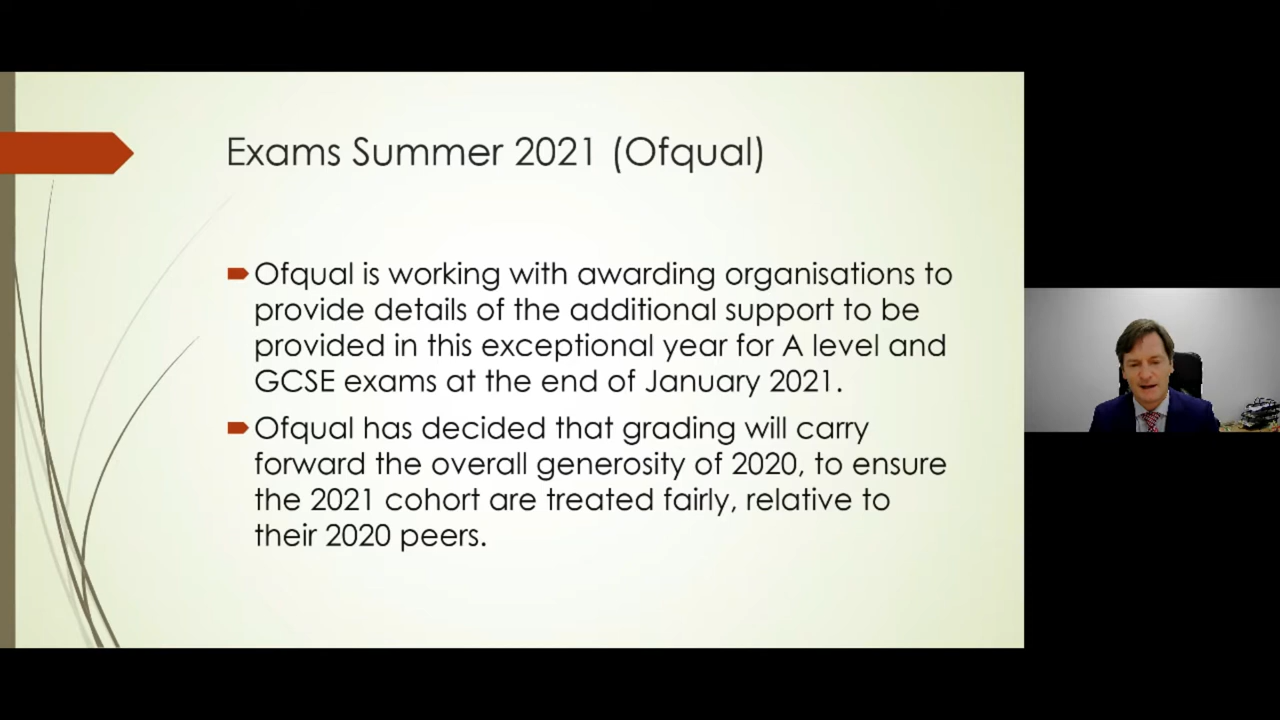 Exams Summer 2021 (Ofqual)
Ofqual is working with awarding organisations to
provide details of the additional support to be
provided in this exceptional year for A level and
GCSE exams at the end of January 2021.
Ofqual has decided that grading will carry
forward the overall generosity of 2020, to ensure
the 2021 cohort are treated fairly, relative to
their 2020 peers.